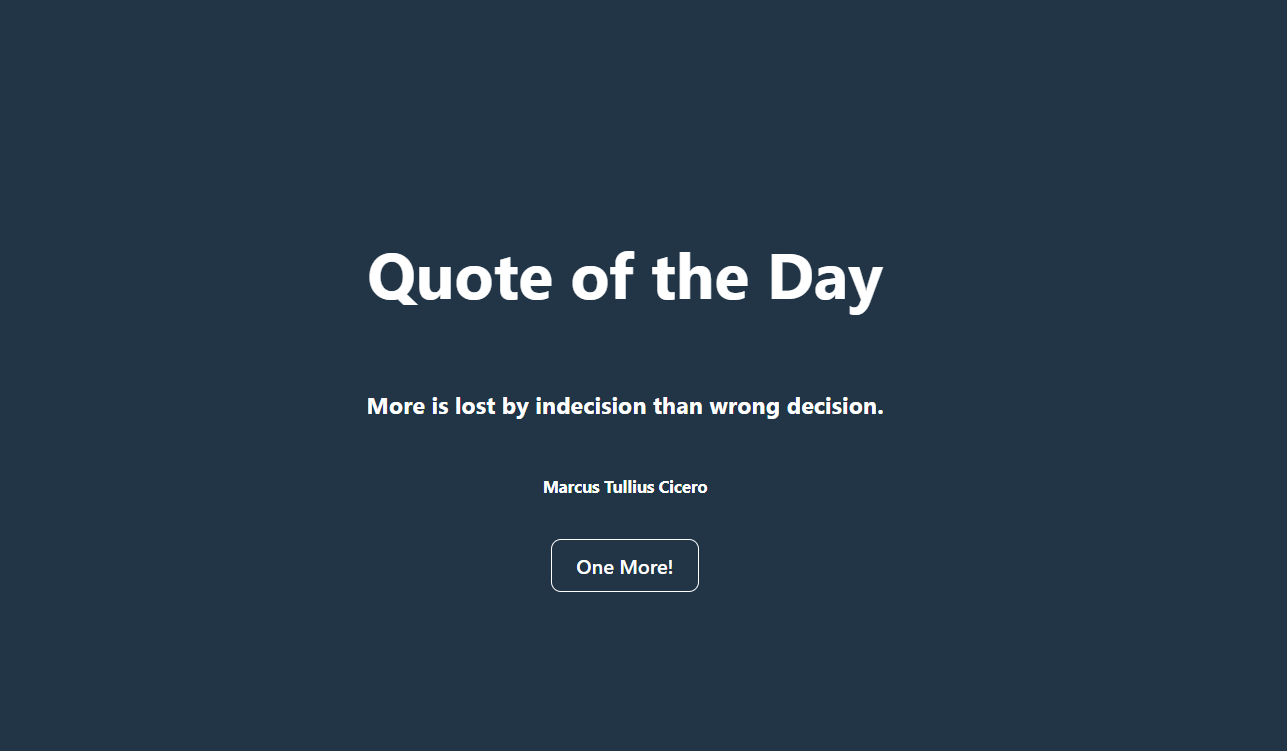 Quote of the Day
More is lost by indecision than wrong decision.
Marcus Tullius Cicero
One More!